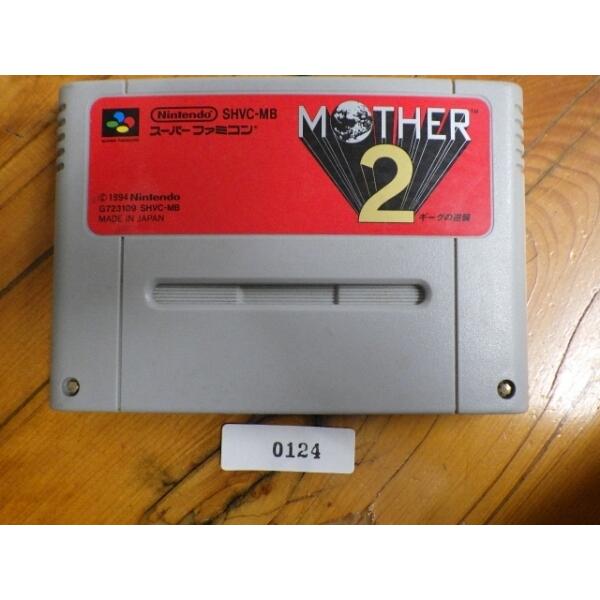 Nintendo SHVC-MB
スーパーファミコン
© 1994 Nintendo
G723109 SHVC-MB
MADE IN JAPAN
MOTHER
2
ギーグの逆襲
0124